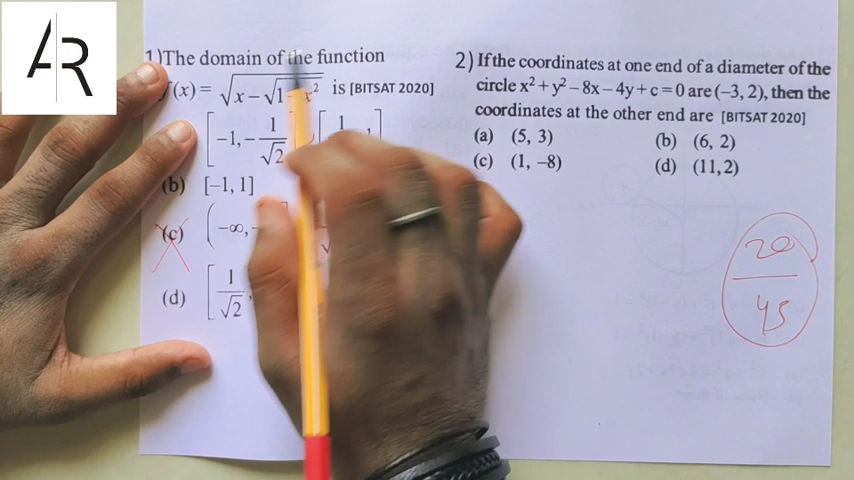 AR
1) The domain of the function
(x) = √x − √1 − x² is [BITSAT 2020]
[−1, − 1/√2] [1
(b) [−1, 1]
(c) (−∞, −
(d) [1/√2,
2) If the coordinates at one end of a diameter of the
circle x² + y² − 8x − 4y + c = 0 are (−3, 2), then the
coordinates at the other end are [BITSAT 2020]
(a) (5, 3) (b) (6, 2)
(c) (1, −8) (d) (11,2)
20
45